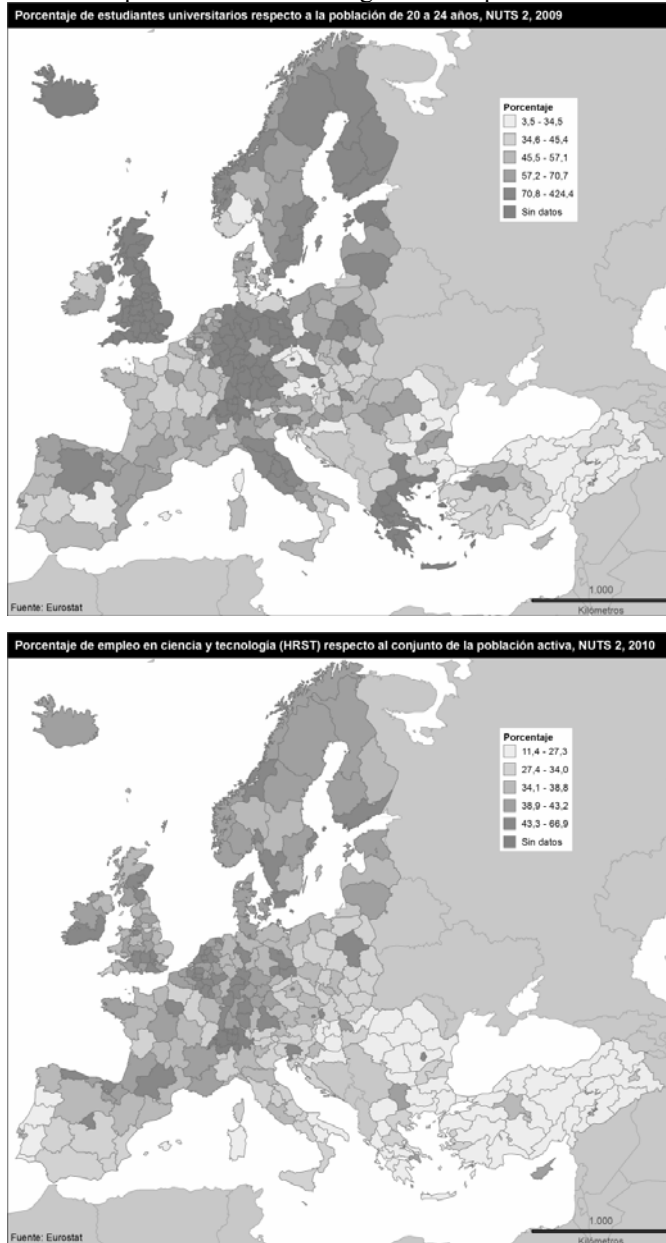 Porcentaje de estudiantes universitarios respecto a la población de 20 a 24 años, NUTS 2, 2009
Porcentaje
3,5 - 34,5
34,6 - 45,4
45,5 - 57,1
57,2 - 70,7
70,8 - 424,4
Sin datos
1.000
Kilómetros
Fuente: Eurostat
Porcentaje de empleo en ciencia y tecnología (HRST) respecto al conjunto de la población activa, NUTS 2, 2010
Porcentaje
11,4 - 27,3
27,4 - 34,0
34,1 - 38,8
38,9 - 43,2
43,3 - 66,9
Sin datos
1.000
Kilómetros
Fuente: Eurostat